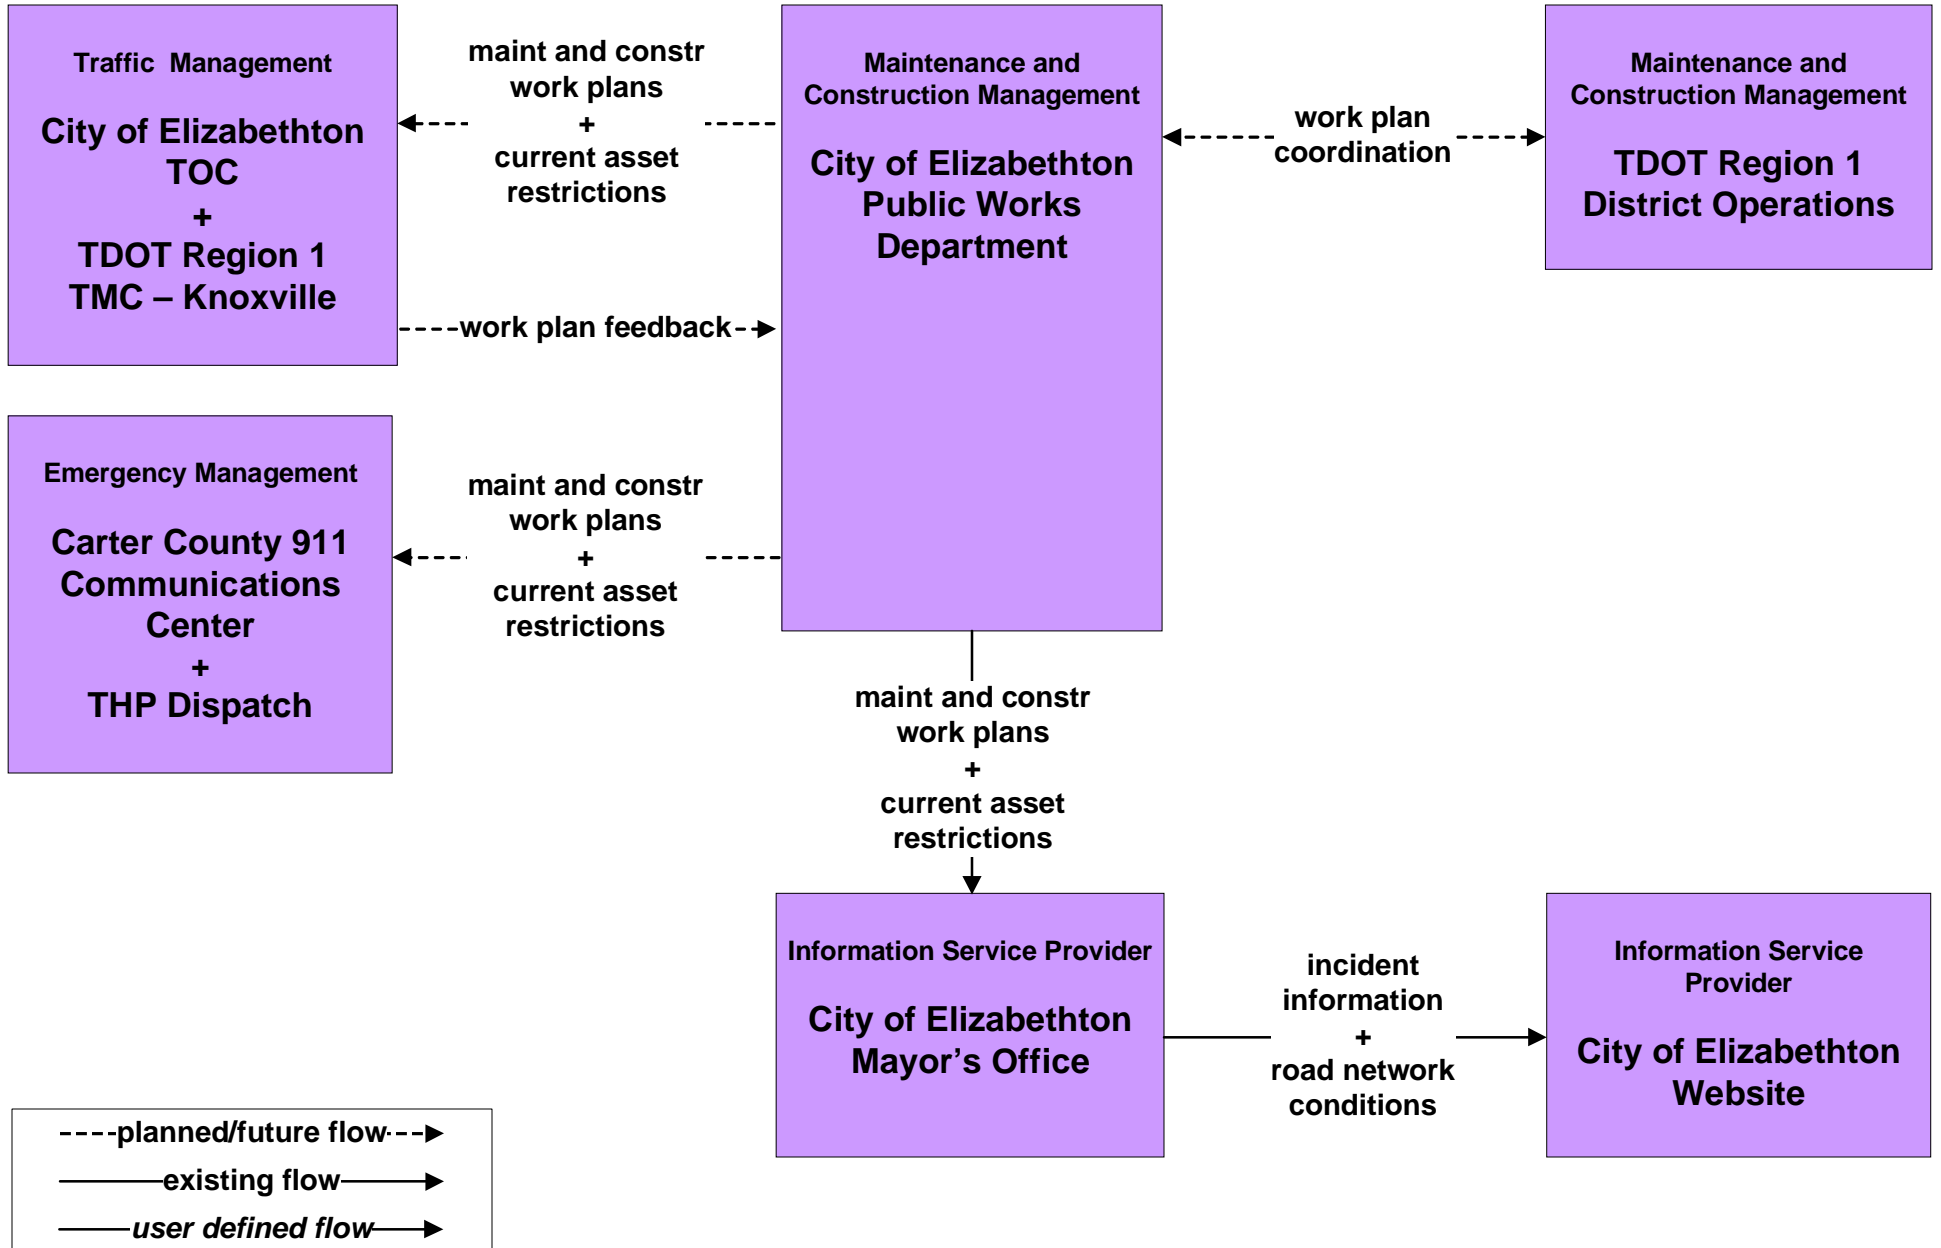 Traffic Management
City of Elizabethton
TOC
+
TDOT Region 1
TMC – Knoxville
maint and constr
work plans
+
current asset
restrictions
work plan feedback
Maintenance and
Construction Management
City of Elizabethton
Public Works
Department
work plan
coordination
Maintenance and
Construction Management
TDOT Region 1
District Operations
Emergency Management
Carter County 911
Communications
Center
+
THP Dispatch
maint and constr
work plans
+
current asset
restrictions
maint and constr
work plans
+
current asset
restrictions
Information Service Provider
City of Elizabethton
Mayor’s Office
incident
information
+
road network
conditions
Information Service
Provider
City of Elizabethton
Website
planned/future flow
existing flow
user defined flow